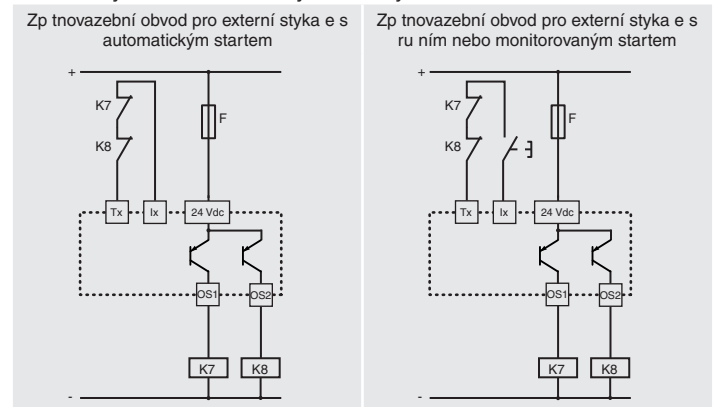 Zp tnovazební obvod pro externí styka e s
automatickým startem
+
K7
K8
F
Tx
Ix
24 Vdc
OS1
OS2
K7
K8
-
Zp tnovazební obvod pro externí styka e s
ru ním nebo monitorovaným startem
+
K7
K8
F
Tx
Ix
24 Vdc
OS1
OS2
K7
K8
-